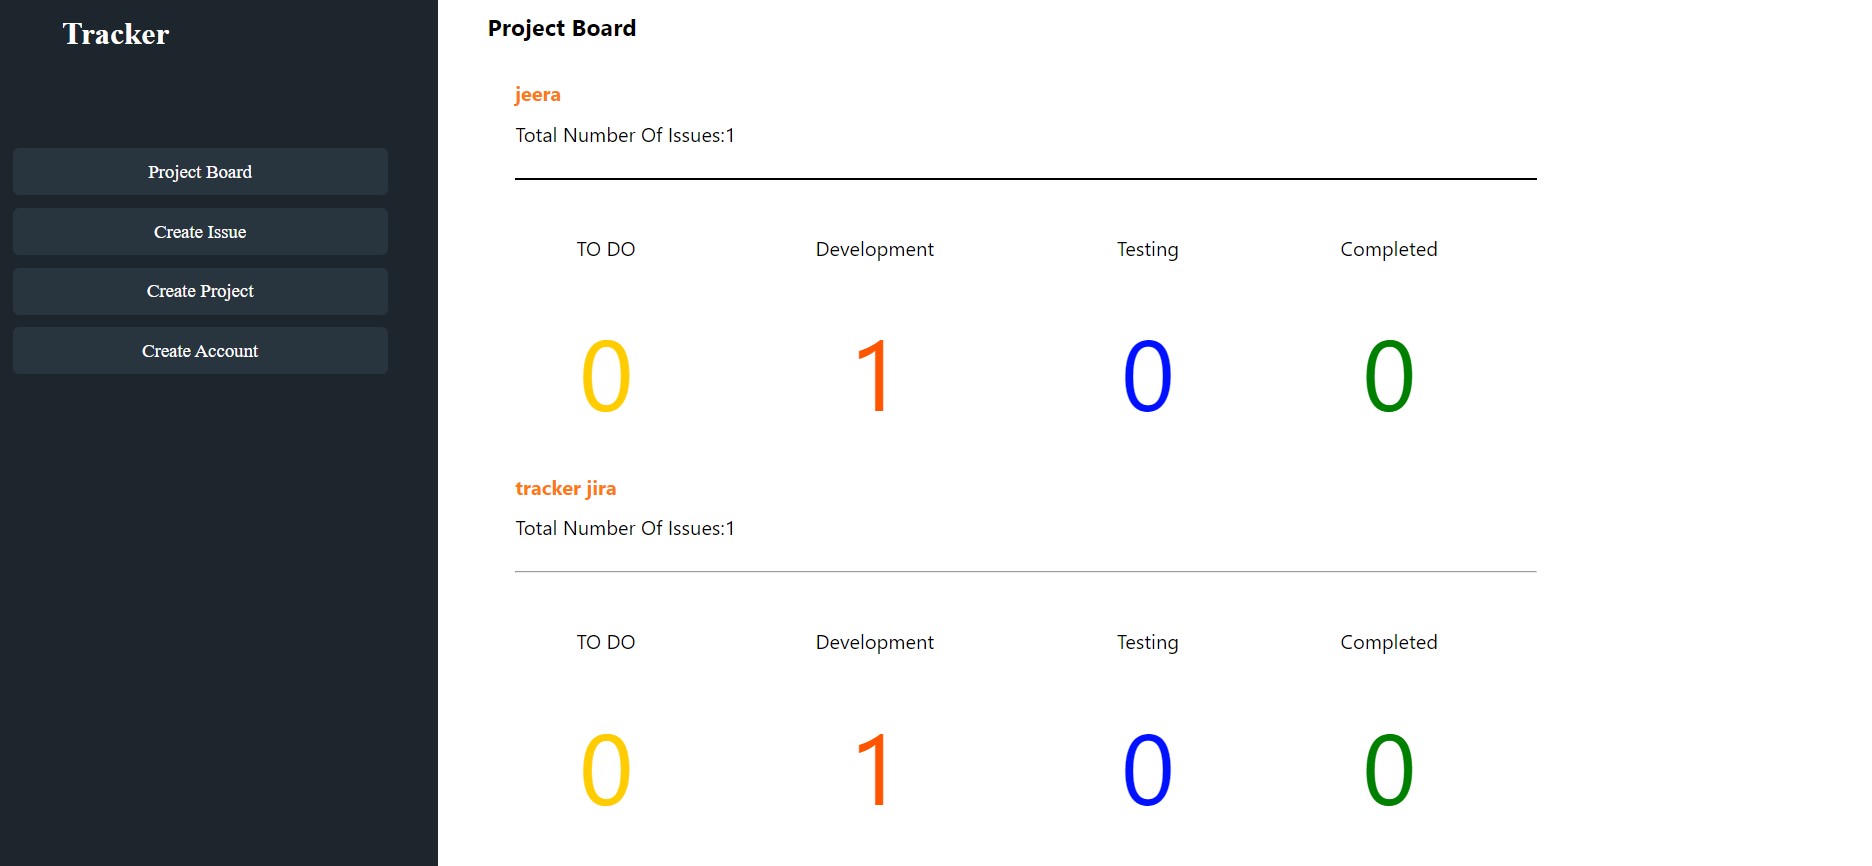 Tracker
Project Board
Create Issue
Create Project
Create Account
Project Board
jeera
Total Number Of Issues:1
TO DO Development Testing Completed
0 1 0 0
tracker jira
Total Number Of Issues:1
TO DO Development Testing Completed
0 1 0 0